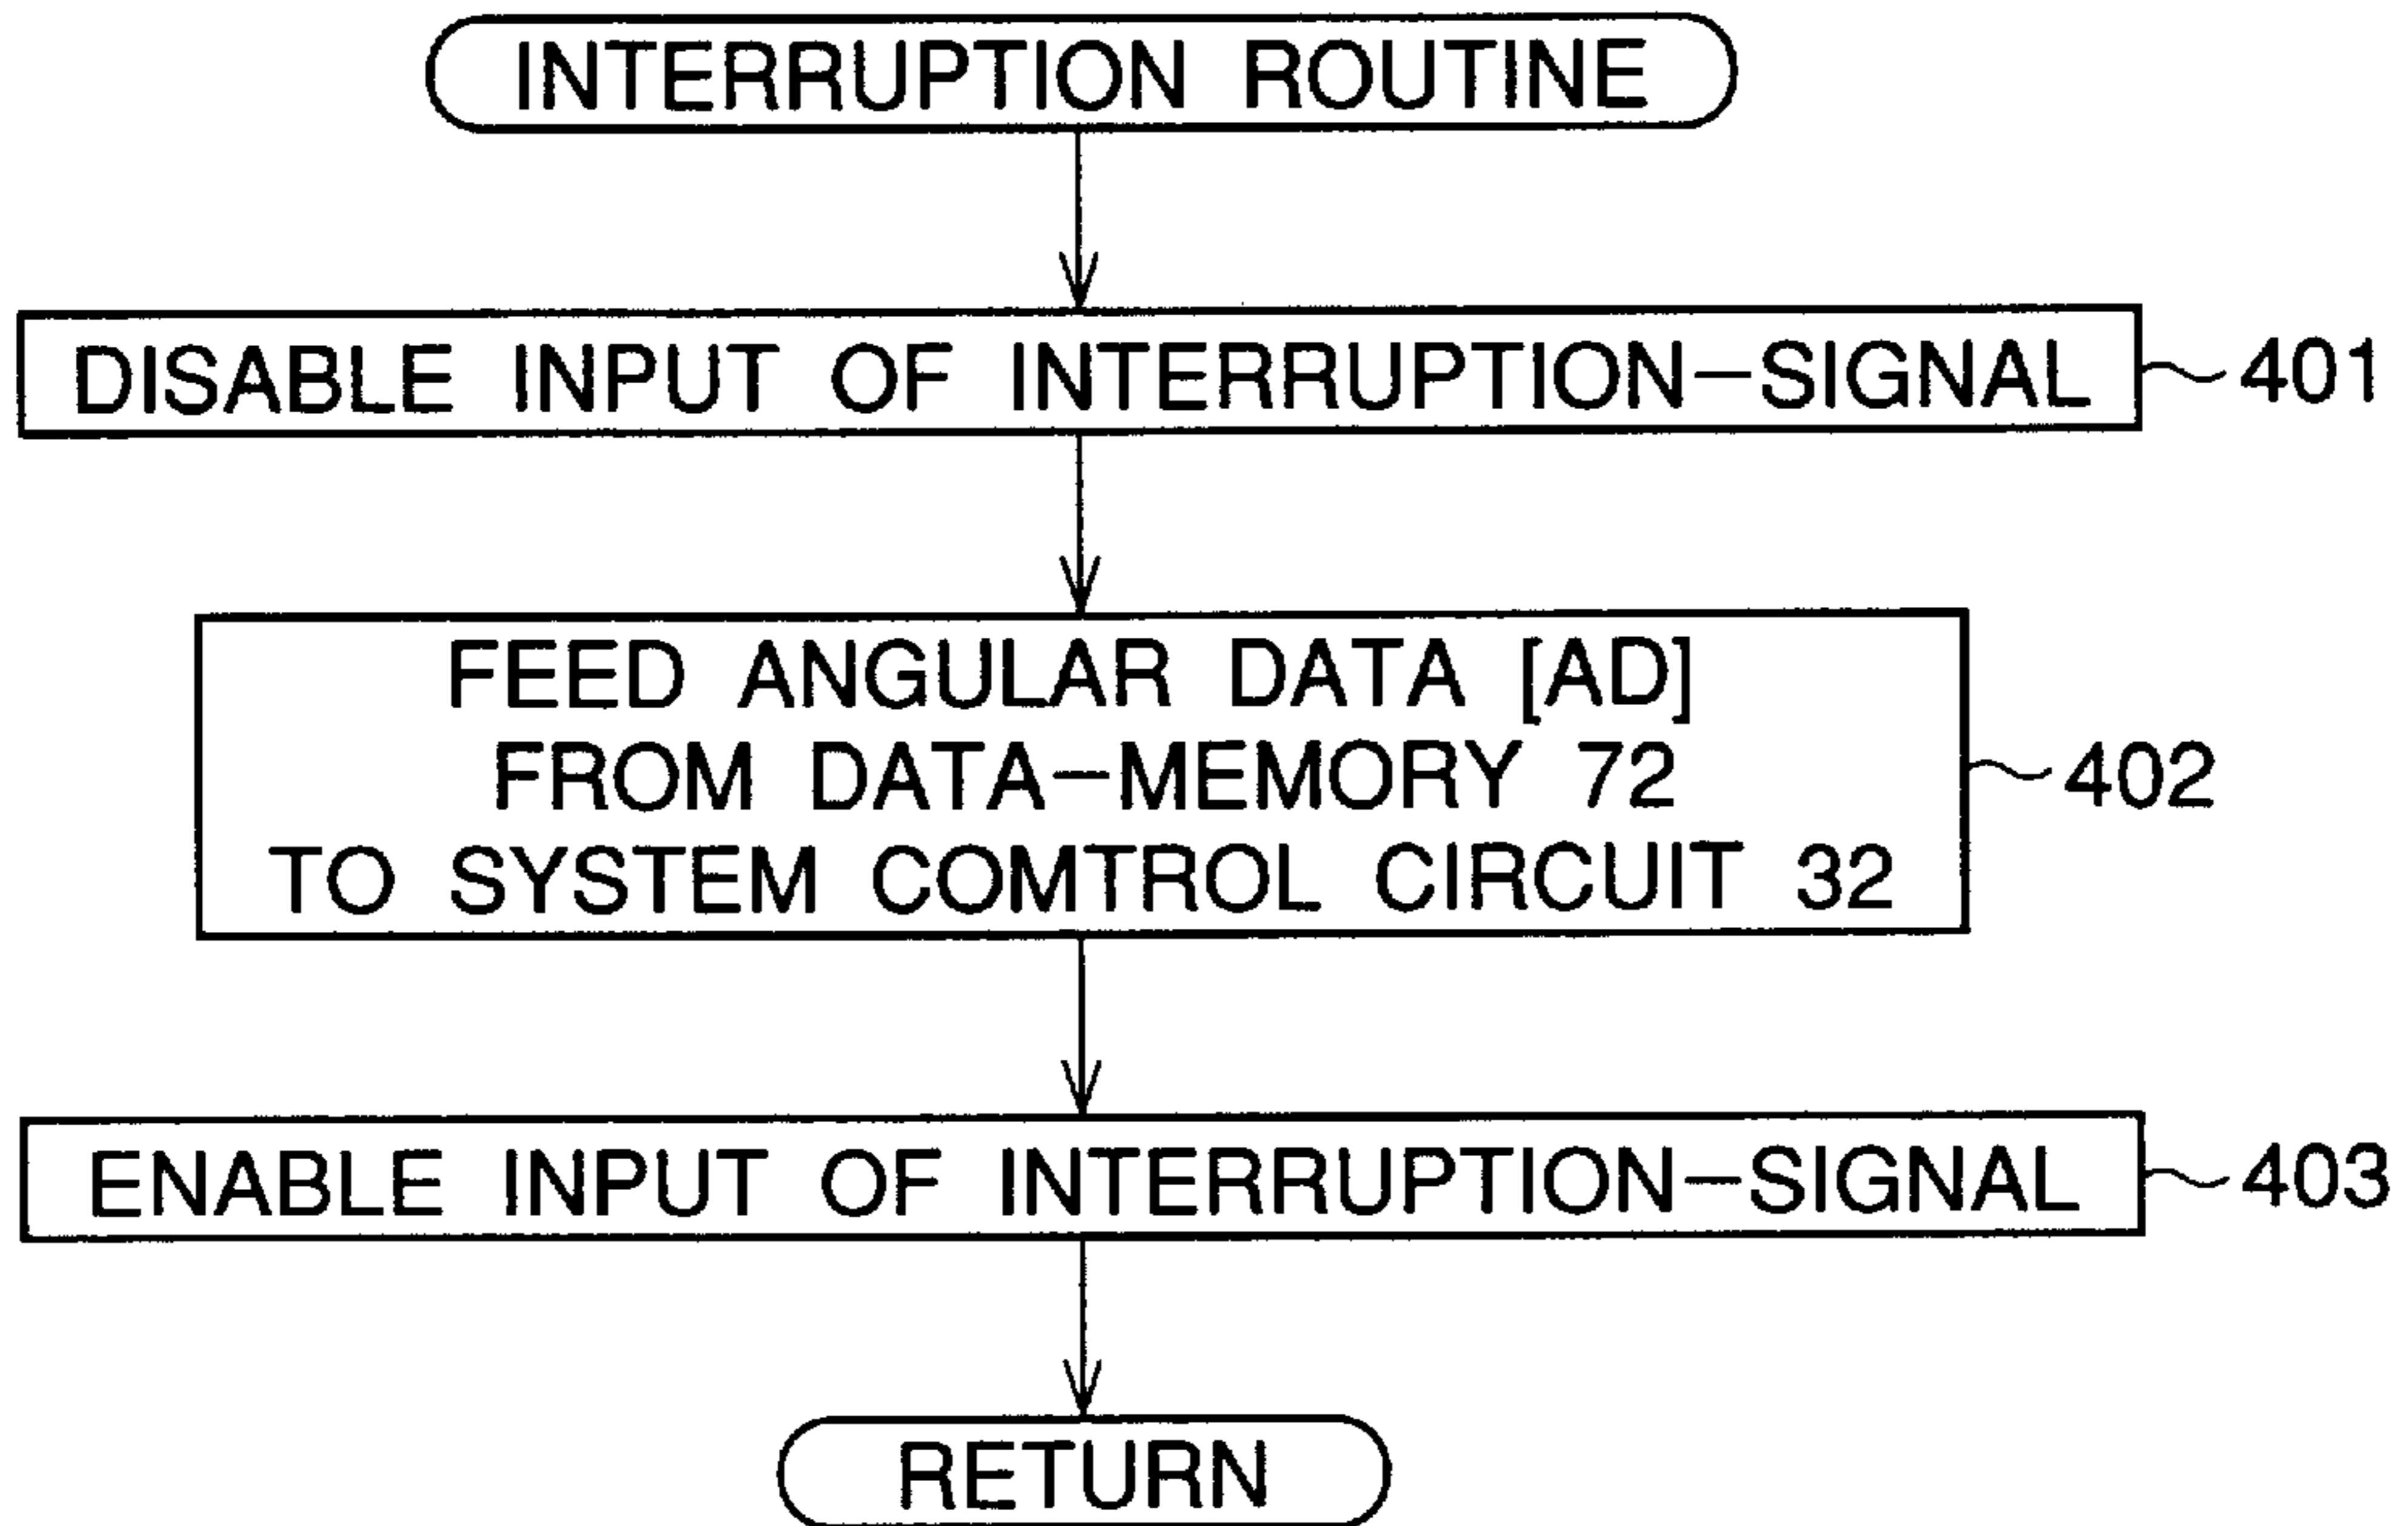 INTERRUPTION ROUTINE
DISABLE INPUT OF INTERRUPTION-SIGNAL
401
FEED ANGULAR DATA [AD]
FROM DATA-MEMORY 72
TO SYSTEM COMTROL CIRCUIT 32
402
ENABLE INPUT OF INTERRUPTION-SIGNAL
403
RETURN